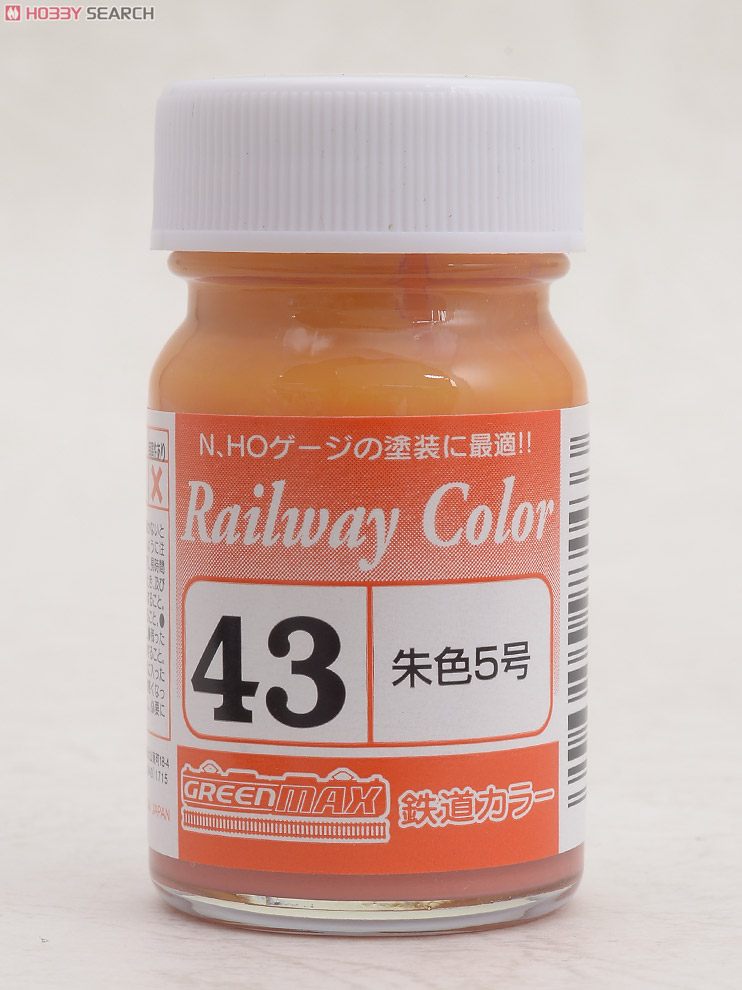 HOBBY SEARCH
N、HOゲージの塗装に最適!!
Railway Color
43
朱色5号
GREENMAX
鉄道カラー
JAPAN